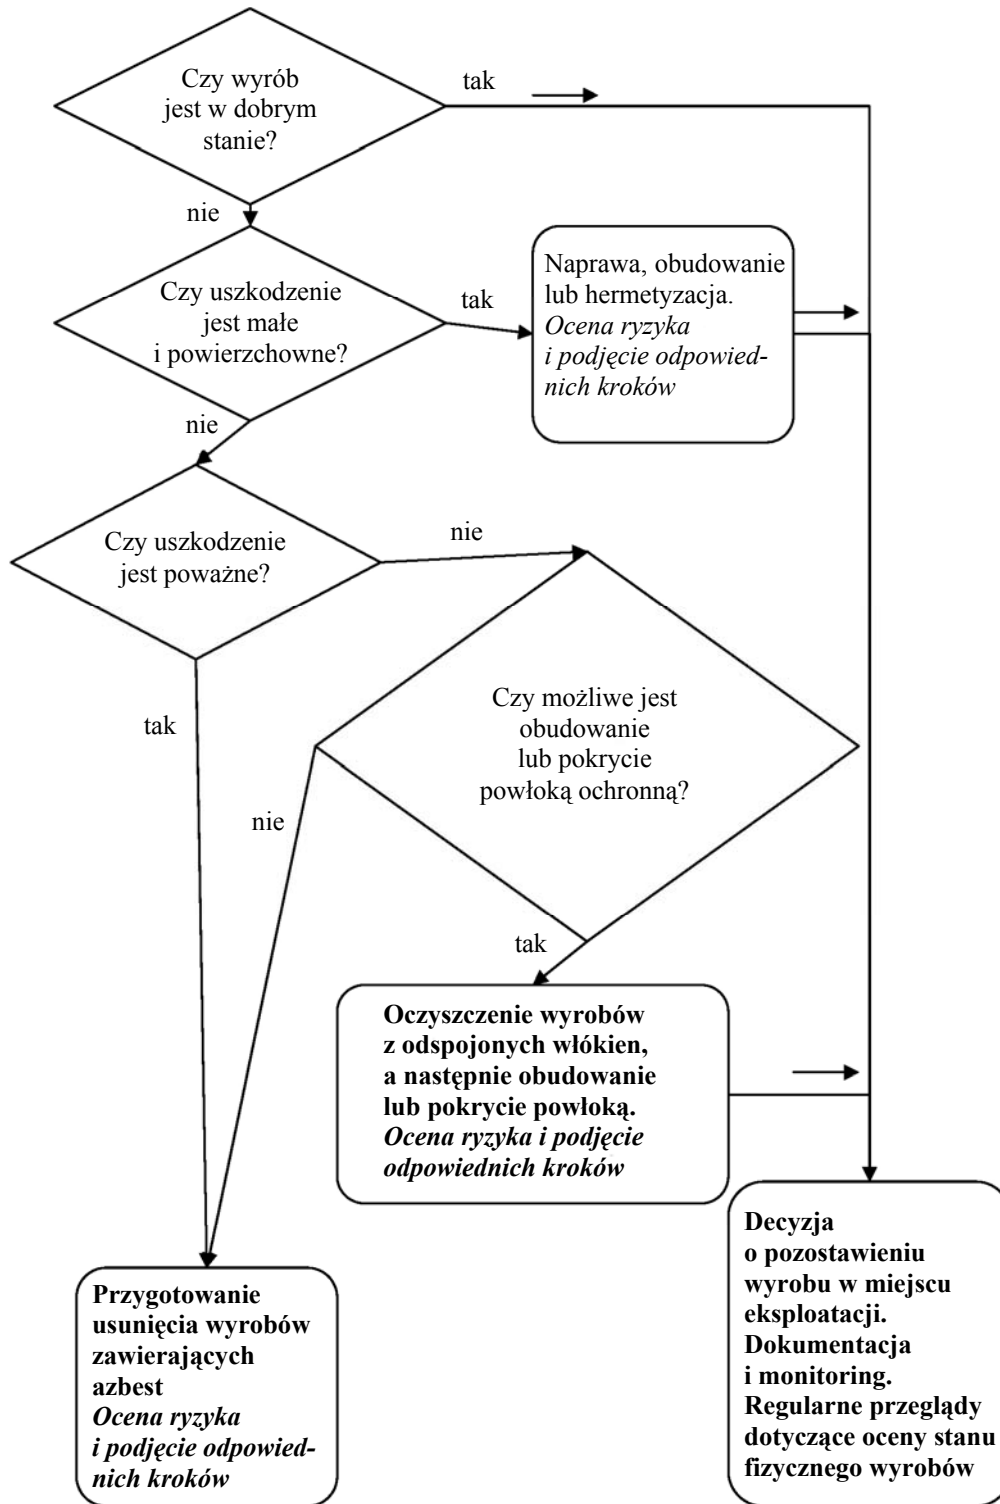 Czy wyrób
jest w dobrym
stanie?
tak
nie
Czy uszkodzenie
jest małe
i powierzchowne?
tak
Naprawa, obudowanie
lub hermetyzacja.
Ocena ryzyka
i podjęcie odpowied-
nich kroków
nie
Czy uszkodzenie
jest poważne?
nie
tak
Czy możliwe jest
obudowanie
lub pokrycie
powłoką ochronną?
nie
tak
Oczyszczenie wyrobów
z odspojonych włókien,
a następnie obudowanie
lub pokrycie powłoką.
Ocena ryzyka i podjęcie
odpowiednich kroków
Przygotowanie
usunięcia wyrobów
zawierających
azbest
Ocena ryzyka
i podjęcie odpowied-
nich kroków
Decyzja
o pozostawieniu
wyrobu w miejscu
eksploatacji.
Dokumentacja
i monitoring.
Regularne przeglądy
dotyczące oceny stanu
fizycznego wyrobów